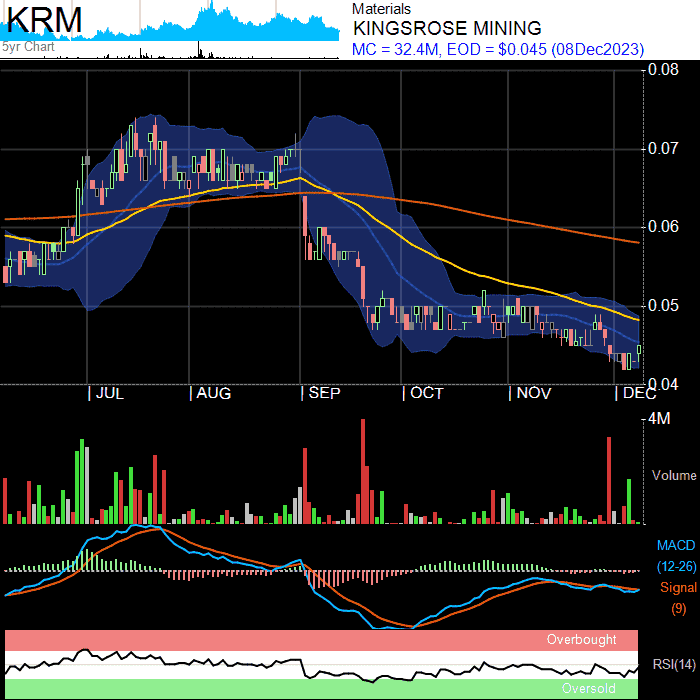 KRM
5yr Chart
Materials
KINGSROSE MINING
MC = 32.4M, EOD = $0.045 (08Dec2023)
0.08
0.07
0.06
0.05
0.04
| JUL | AUG | SEP | OCT | NOV | DEC
4M
Volume
MACD
(12-26)
Signal
(9)
Overbought
RSI(14)
Oversold